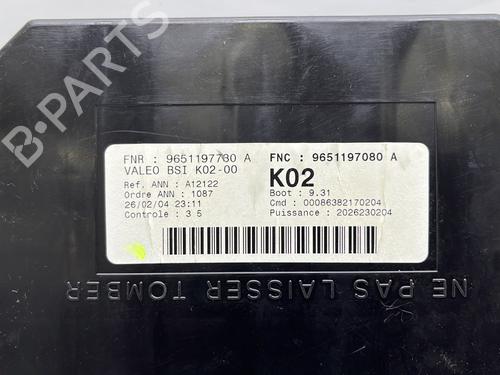 B-PARTS
FNR : 9651197730 A
VALEO BSI K02-00
Ref. ANN : A12122
Ordre ANN : 1087
26/02/04 23:11
Controle : 3 5
FNC : 9651197080 A
K02
Boot : 9.31
Cmd : 00086382170204
Puissance : 2026230204
NE PAS LAISSER TOMBER